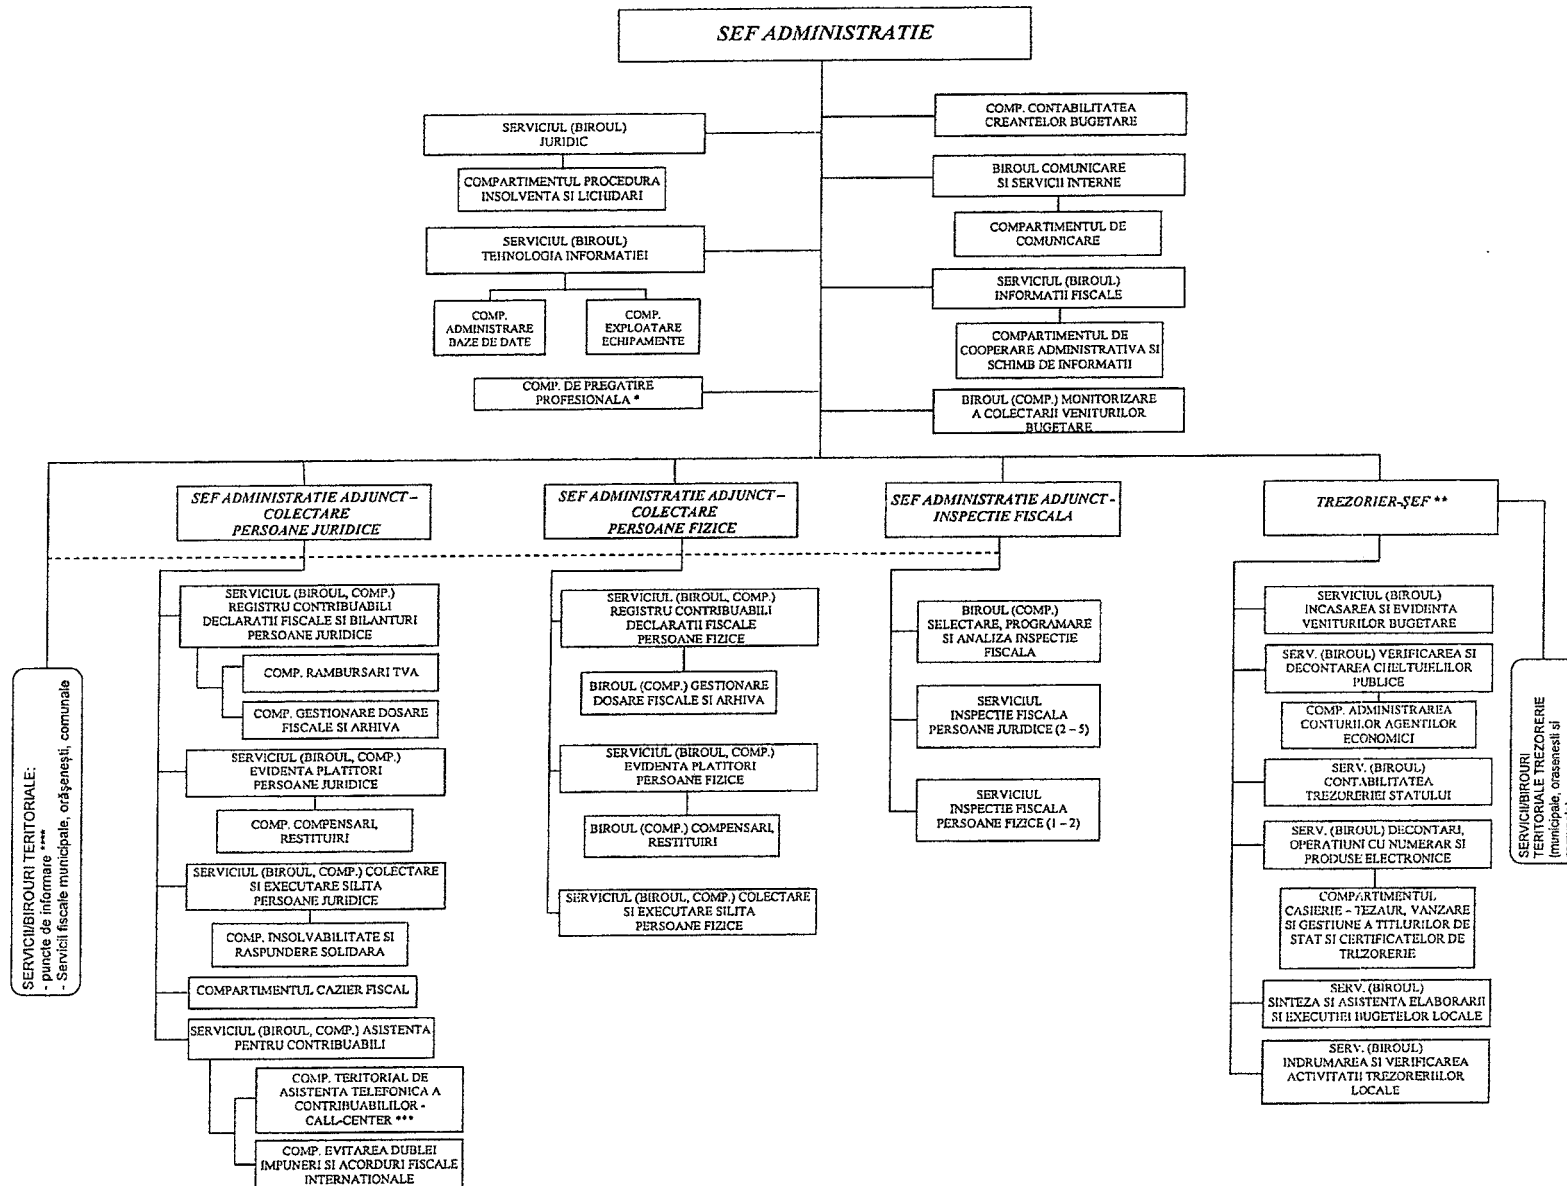 SEF ADMINISTRATIE
SERVICIUL (BIROUL)
JURIDIC
COMPARTIMENTUL PROCEDURA
INSOLVENTA SI LICHIDARI
SERVICIUL (BIROUL)
TEHNOLOGIA INFORMATIEI
COMP.
ADMINISTRARE
BAZE DE DATE
COMP.
EXPLOATARE
ECHIPAMENTE
COMP. DE PREGATIRE
PROFESIONALA *
COMP. CONTABILITATEA
CREANTELOR BUGETARE
BIROUL COMUNICARE
SI SERVICII INTERNE
COMPARTIMENTUL DE
COMUNICARE
SERVICIUL (BIROUL)
INFORMATII FISCALE
COMPARTIMENTUL DE
COOPERARE ADMINISTRATIVA SI
SCHIMB DE INFORMATII
BIROUL (COMP.) MONITORIZARE
A COLECTARII VENITURILOR
BUGETARE
SERVICII/BIROURI TERITORIALE:
- puncte de informare ****
- Servicii fiscale municipale, orăşeneşti, comunale
SEF ADMINISTRATIE ADJUNCT –
COLECTARE
PERSOANE JURIDICE
SERVICIUL (BIROUL, COMP.)
REGISTRU CONTRIBUABILI
DECLARATII FISCALE SI BILANTURI
PERSOANE JURIDICE
COMP. RAMBURSARI TVA
COMP. GESTIONARE DOSARE
FISCALE SI ARHIVA
SERVICIUL (BIROUL, COMP.)
EVIDENTA PLATITORI
PERSOANE JURIDICE
COMP. COMPENSARI,
RESTITUIRI
SERVICIUL (BIROUL, COMP.) COLECTARE
SI EXECUTARE SILITA
PERSOANE JURIDICE
COMP. INSOLVABILITATE SI
RASPUNDERE SOLIDARA
COMPARTIMENTUL CAZIER FISCAL
SERVICIUL (BIROUL, COMP.) ASISTENTA
PENTRU CONTRIBUABILI
COMP. TERITORIAL DE
ASISTENTA TELEFONICA A
CONTRIBUABILILOR -
CALL-CENTER ***
COMP. EVITAREA DUBLEI
IMPUNERI SI ACORDURI FISCALE
INTERNATIONALE
SEF ADMINISTRATIE ADJUNCT –
COLECTARE
PERSOANE FIZICE
SERVICIUL (BIROUL, COMP.)
REGISTRU CONTRIBUABILI
DECLARATII FISCALE
PERSOANE FIZICE
BIROUL (COMP.) GESTIONARE
DOSARE FISCALE SI ARHIVA
SERVICIUL (BIROUL, COMP.)
EVIDENTA PLATITORI
PERSOANE FIZICE
BIROUL (COMP.) COMPENSARI,
RESTITUIRI
SERVICIUL (BIROUL, COMP.) COLECTARE
SI EXECUTARE SILITA
PERSOANE FIZICE
SEF ADMINISTRATIE ADJUNCT -
INSPECTIE FISCALA
BIROUL (COMP.)
SELECTARE, PROGRAMARE
SI ANALIZA INSPECTIE
FISCALA
SERVICIUL
INSPECTIE FISCALA
PERSOANE JURIDICE (2 – 5)
SERVICIUL
INSPECTIE FISCALA
PERSOANE FIZICE (1 – 2)
TREZORIER-ŞEF **
SERVICIUL (BIROUL)
INCASAREA SI EVIDENTA
VENITURILOR BUGETARE
SERV. (BIROUL) VERIFICAREA SI
DECONTAREA CHELTUIELILOR
PUBLICE
COMP. ADMINISTRAREA
CONTURILOR AGENTILOR
ECONOMICI
SERV. (BIROUL)
CONTABILITATEA
TREZORERIEI STATULUI
SERV. (BIROUL) DECONTARI,
OPERATIUNI CU NUMERAR SI
PRODUSE ELECTRONICE
COMPARTIMENTUL
CASIERIE - TEZAUR, VANZARE
SI GESTIUNE A TITLURILOR DE
STAT SI CERTIFICATELOR DE
TREZORERIE
SERV. (BIROUL)
SINTEZA SI ASISTENTA ELABORARII
SI EXECUTIEI BUGETELOR LOCALE
SERV. (BIROUL)
INDRUMAREA SI VERIFICAREA
ACTIVITATII TREZORERIILOR
LOCALE
SERVICII/BIROURI
TERITORIALE TREZORERIE
(municipale, orasenesti si